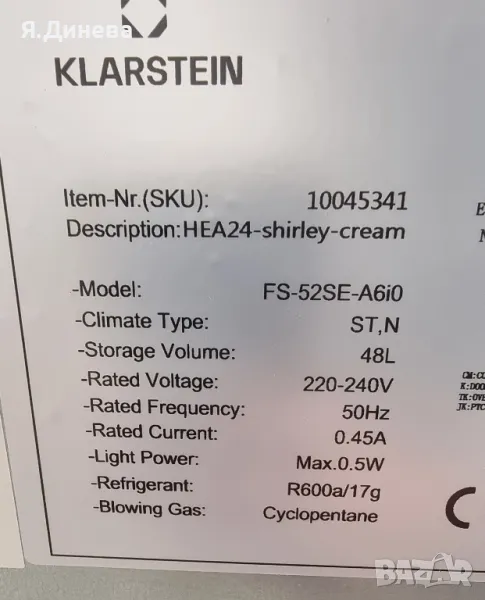 Я.Динева
KLARSTEIN
Item-Nr.(SKU): 10045341
Description:HEA24-shirley-cream
-Model: FS-52SE-A6i0
-Climate Type: ST,N
-Storage Volume: 48L
-Rated Voltage: 220-240V
-Rated Frequency: 50Hz
-Rated Current: 0.45A
-Light Power: Max.0.5W
-Refrigerant: R600a/17g
-Blowing Gas: Cyclopentane
BAZAR